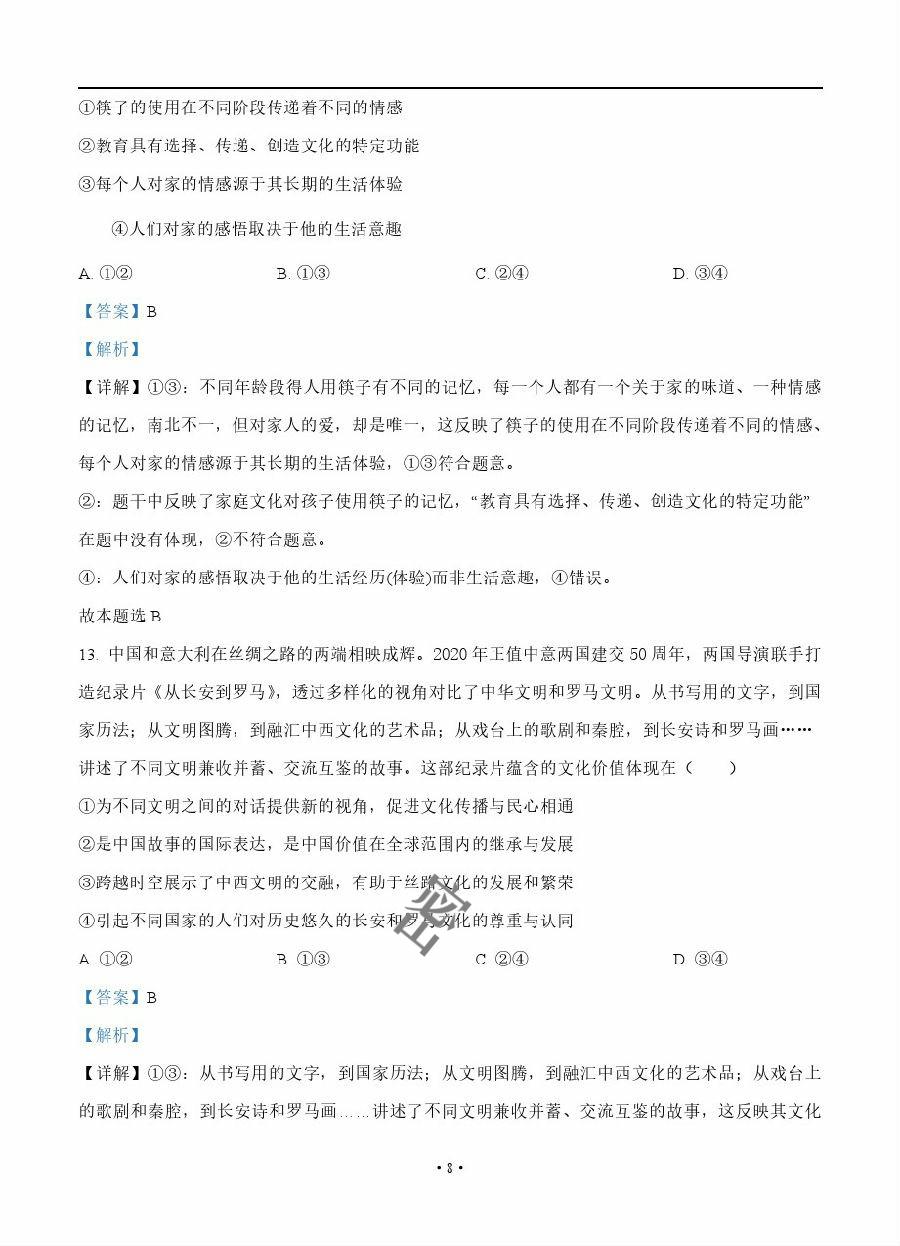 ①筷了的使用在不同阶段传递着不同的情感
②教育具有选择、传递、创造文化的特定功能
③每个人对家的情感源于其长期的生活体验
④人们对家的感悟取决于他的生活意趣
A. ①② B. ①③ C. ②④ D. ③④
【答案】B
【解析】
【详解】①③：不同年龄段得人用筷子有不同的记忆，每一个人都有一个关于家的味道、一种情感
的记忆，南北不一，但对家人的爱，却是唯一，这反映了筷子的使用在不同阶段传递着不同的情感、
每个人对家的情感源于其长期的生活体验，①③符合题意。
②：题干中反映了家庭文化对孩子使用筷子的记忆，“教育具有选择、传递、创造文化的特定功能”
在题中没有体现，②不符合题意。
④：人们对家的感悟取决于他的生活经历(体验)而非生活意趣，④错误。
故本题选 B
13. 中国和意大利在丝绸之路的两端相映成辉。2020 年王值中意两国建交 50 周年，两国导演联手打
造纪录片《从长安到罗马》，透过多样化的视角对比了中华文明和罗马文明。从书写用的文字，到国
家历法；从文明图腾，到融汇中西文化的艺术品；从戏台上的歌剧和秦腔，到长安诗和罗马画……
讲述了不同文明兼收并蓄、交流互鉴的故事。这部纪录片蕴含的文化价值体现在（　　）
①为不同文明之间的对话提供新的视角，促进文化传播与民心相通
②是中国故事的国际表达，是中国价值在全球范围内的继承与发展
③跨越时空展示了中西文明的交融，有助于丝路文化的发展和繁荣
④引起不同国家的人们对历史悠久的长安和罗马文化的尊重与认同
密
A. ①② B. ①③ C. ②④ D. ③④
【答案】B
【解析】
【详解】①③：从书写用的文字，到国家历法；从文明图腾，到融汇中西文化的艺术品；从戏台上
的歌剧和秦腔，到长安诗和罗马画……讲述了不同文明兼收并蓄、交流互鉴的故事，这反映其文化
·8·